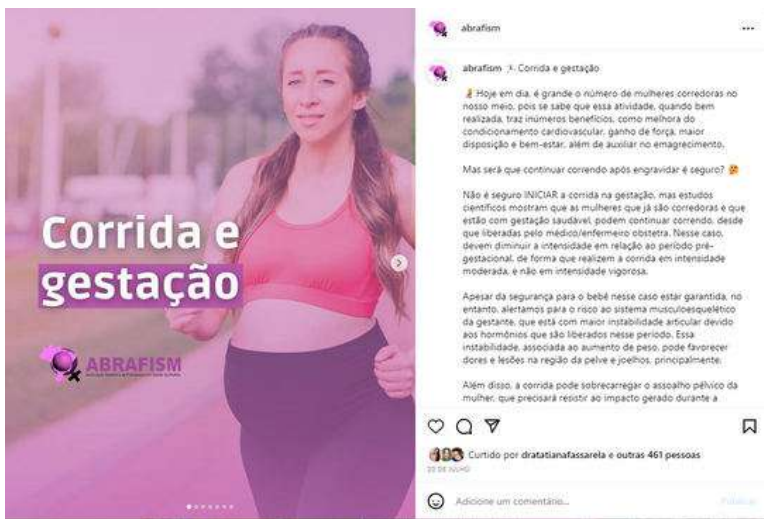 Corrida e
gestação
ABRAFISM
abrafism
abrafism Corrida e gestação
Hoje em dia, é grande o número de mulheres corredoras no
nosso meio, pois se sabe que essa atividade, quando bem
realizada, traz inúmeros benefícios, como melhora do
condicionamento cardiovascular, ganho de força, maior
disposição e bem-estar, além de auxiliar no emagrecimento.
Mas será que continuar correndo após engravidar é seguro? 🤔
Não é seguro INICIAR a corrida na gestação, mas estudos
científicos mostram que as mulheres que já são corredoras e que
estão com gestação saudável, podem continuar correndo, desde
que liberadas pelo médico/enfermeiro obstetra. Nesse caso,
devem diminuir a intensidade em relação ao período pré-
gestacional, de forma que realizem a corrida em intensidade
moderada, e não em intensidade vigorosa.
Apesar da segurança para o bebê nesse caso estar garantida, no
entanto, alertamos para o risco ao sistema musculoesquelético
da gestante, que está com maior instabilidade articular devido
aos hormônios que são liberados nesse período. Essa
instabilidade, associada ao aumento de peso, pode favorecer
dores e lesões na região da pelve e joelhos, principalmente.
Além disso, a corrida pode sobrecarregar o assoalho pélvico da
mulher, que precisará resistir ao impacto gerado durante a
Curtido por dratatianafassarela e outras 461 pessoas
20 DE JULHO
Adicione um comentário...
Publicar